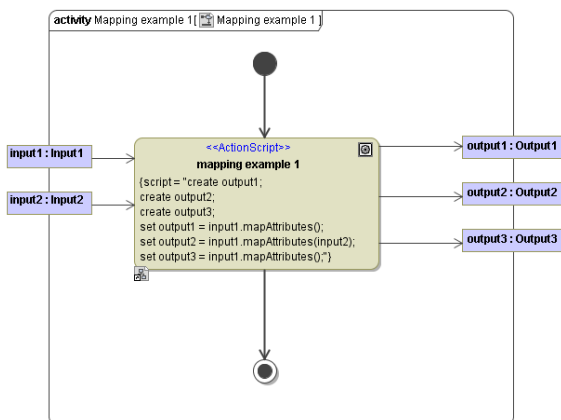 activity Mapping example 1[ Mapping example 1 ]
input1 : Input1
input2 : Input2
<<ActionScript>>
mapping example 1
{script = "create output1;
create output2;
create output3;
set output1 = input1.mapAttributes();
set output2 = input1.mapAttributes(input2);
set output3 = input1.mapAttributes();"}
output1 : Output1
output2 : Output2
output3 : Output3